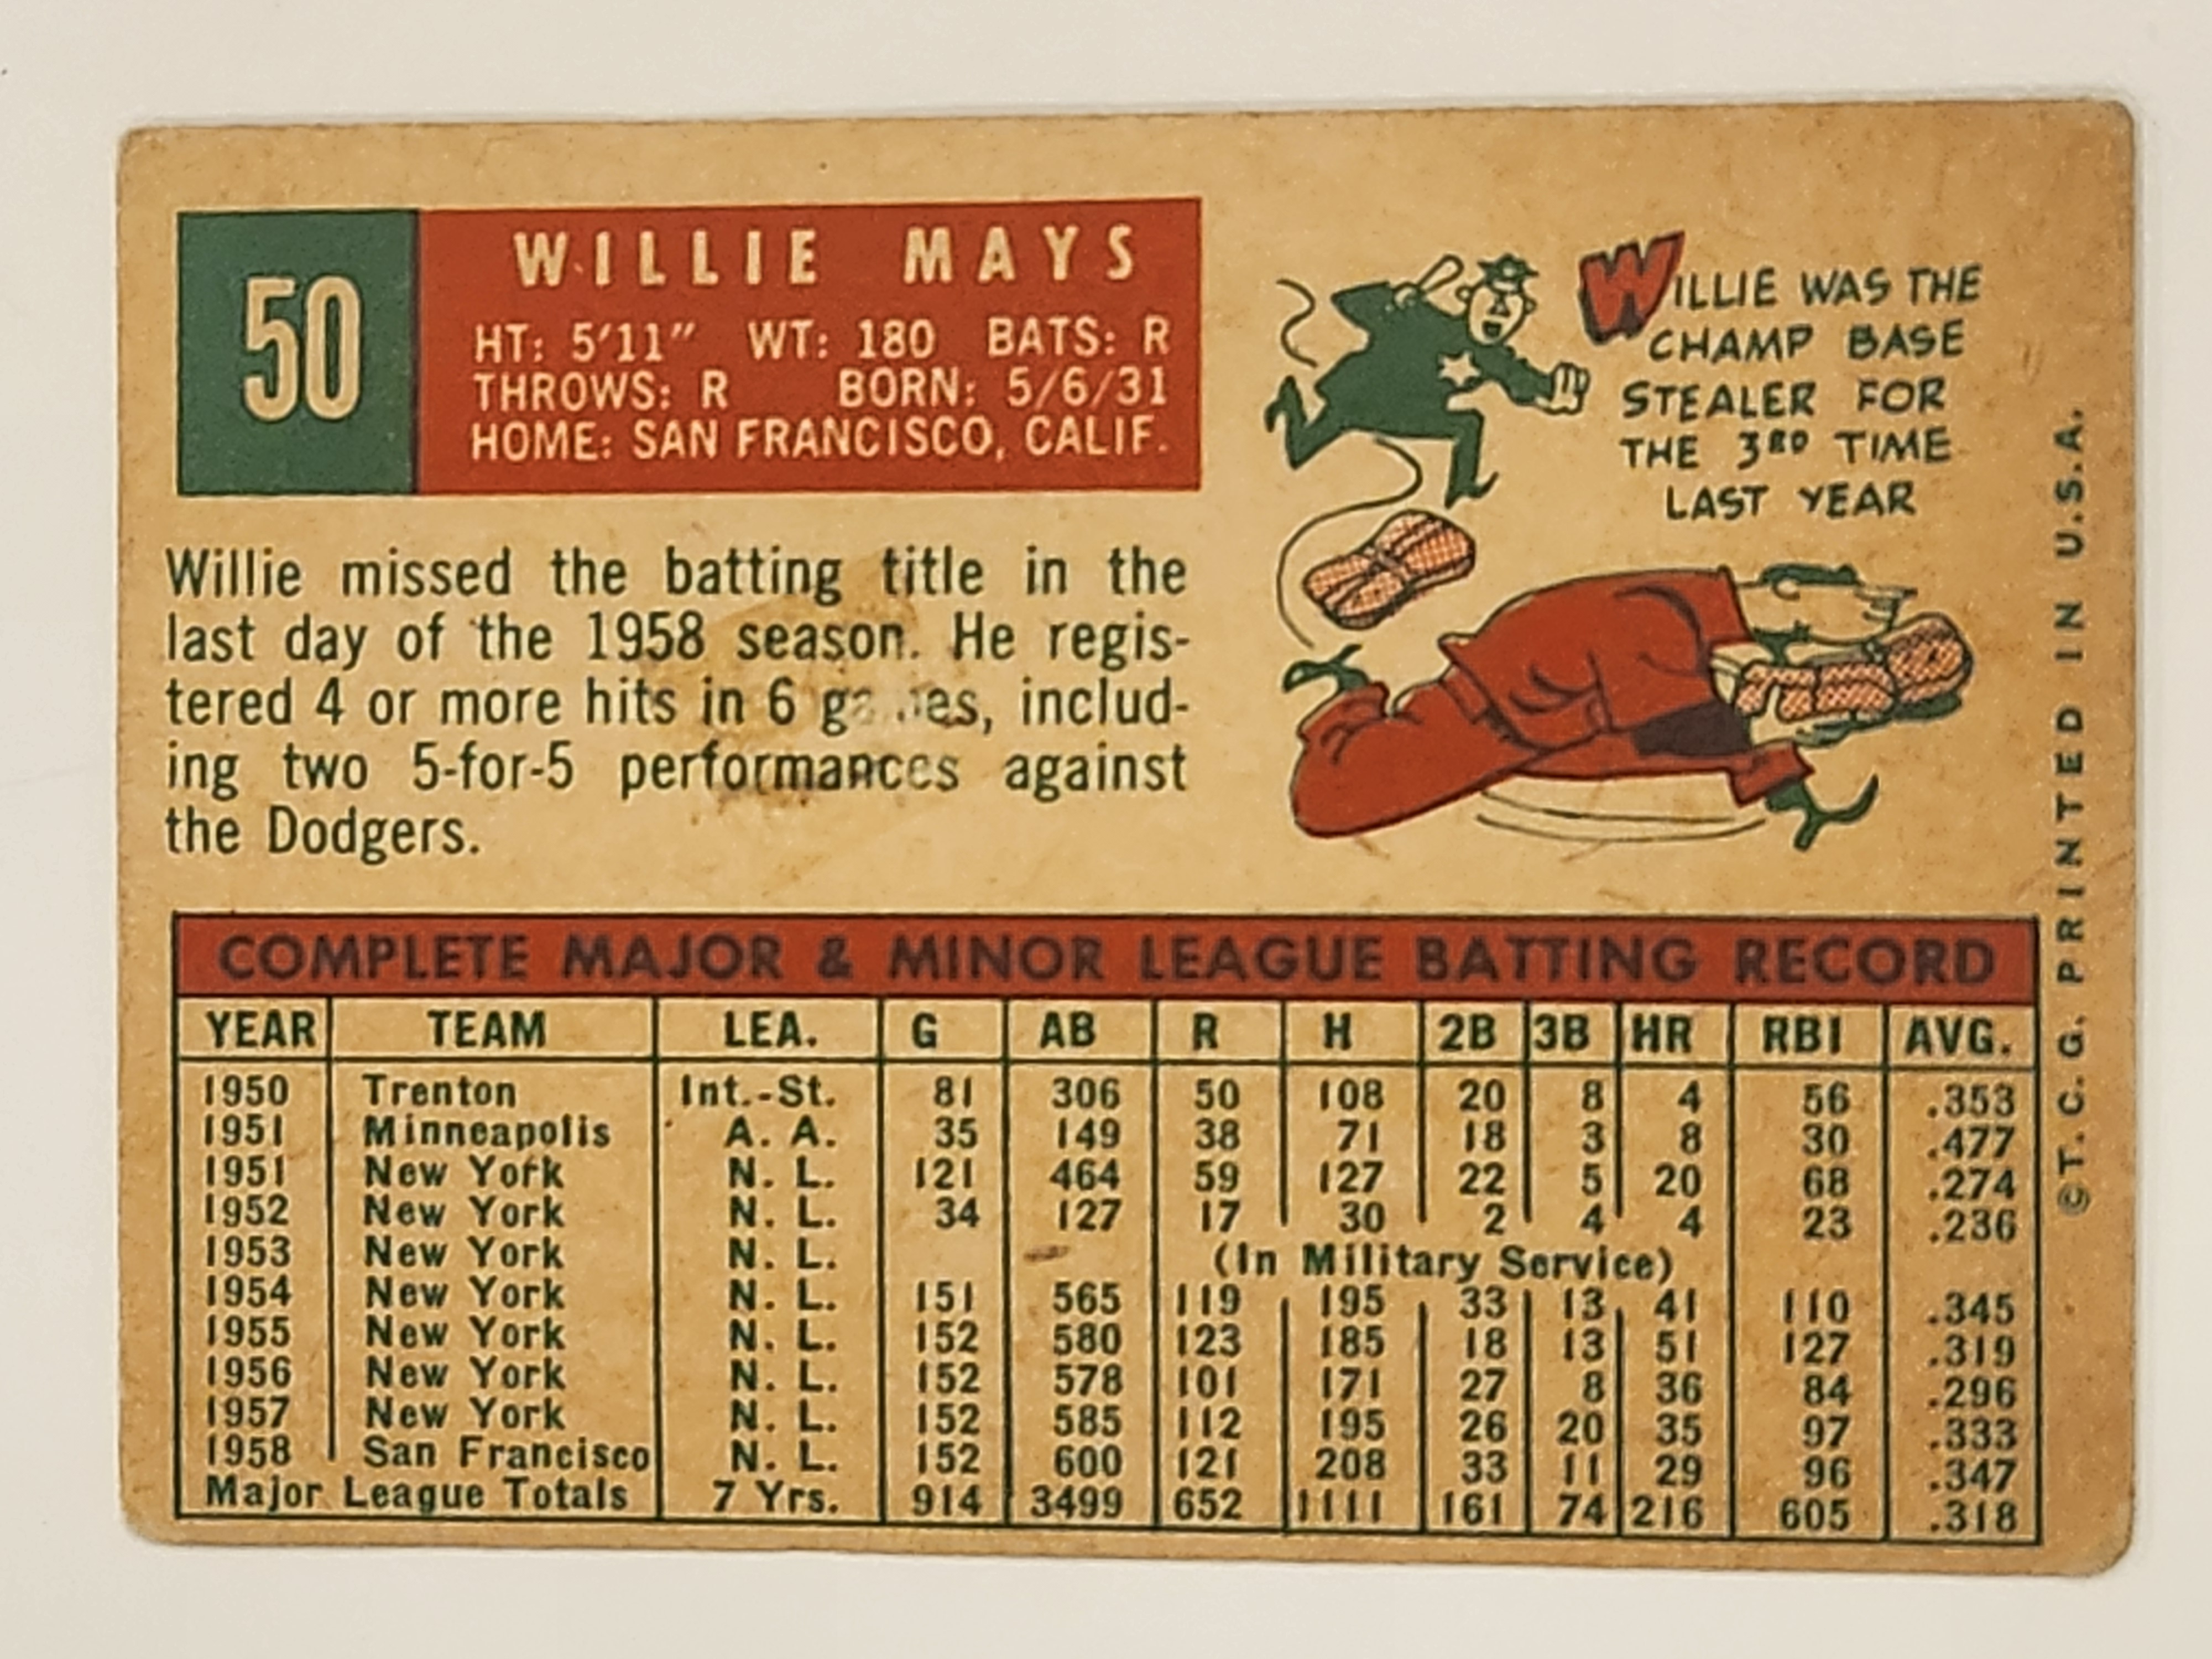 50
WILLIE MAYS
HT: 5'11" WT: 180 BATS: R
THROWS: R BORN: 5/6/31
HOME: SAN FRANCISCO, CALIF.
WILLIE WAS THE
CHAMP BASE
STEALER FOR
THE 3RD TIME
LAST YEAR
Willie missed the batting title in the
last day of the 1958 season. He regis-
tered 4 or more hits in 6 games, includ-
ing two 5-for-5 performances against
the Dodgers.
COMPLETE MAJOR & MINOR LEAGUE BATTING RECORD
YEAR TEAM LEA. G AB R H 2B 3B HR RBI AVG.
1950 Trenton Int.-St. 81 306 50 108 20 8 4 56 .353
1951 Minneapolis A. A. 35 149 38 71 18 3 8 30 .477
1951 New York N. L. 121 464 59 127 22 5 20 68 .274
1952 New York N. L. 34 127 17 30 2 4 4 23 .236
1953 New York N. L. (In Military Service)
1954 New York N. L. 151 565 119 195 33 13 41 110 .345
1955 New York N. L. 152 580 123 185 18 13 51 127 .319
1956 New York N. L. 152 578 101 171 27 8 36 84 .296
1957 New York N. L. 152 585 112 195 26 20 35 97 .333
1958 San Francisco N. L. 152 600 121 208 33 11 29 96 .347
Major League Totals 7 Yrs. 914 3499 652 1111 161 74 216 605 .318
©T. C. G. PRINTED IN U.S.A.